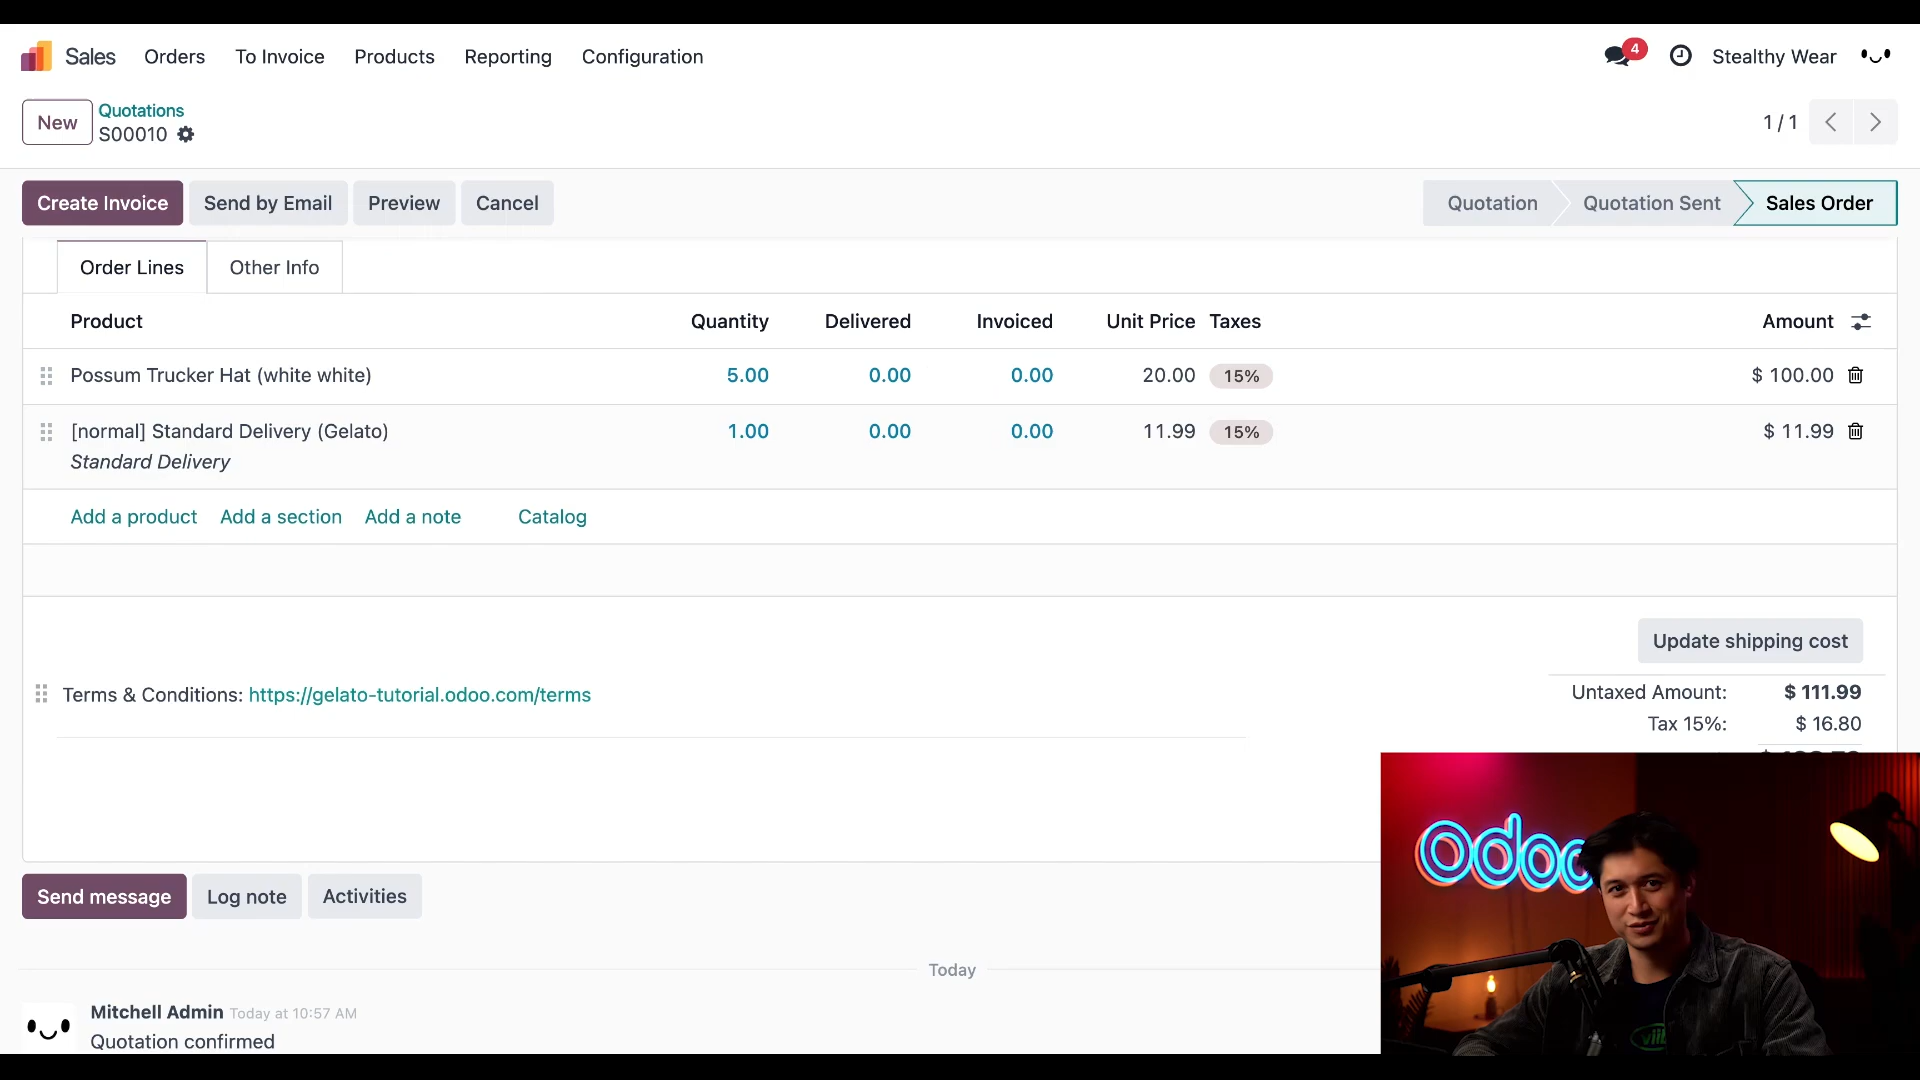 Sales Orders To Invoice Products Reporting Configuration 4 Stealthy Wear
New Quotations
S00010
1 / 1
Create Invoice Send by Email Preview Cancel Quotation Quotation Sent Sales Order
Order Lines Other Info
Product Quantity Delivered Invoiced Unit Price Taxes Amount
Possum Trucker Hat (white white) 5.00 0.00 0.00 20.00 15% $ 100.00
[normal] Standard Delivery (Gelato) 1.00 0.00 0.00 11.99 15% $ 11.99
Standard Delivery
Add a product Add a section Add a note Catalog
Update shipping cost
Terms & Conditions: https://gelato-tutorial.odoo.com/terms
Untaxed Amount: $ 111.99
Tax 15%: $ 16.80
odoo
Send message Log note Activities
Today
Mitchell Admin Today at 10:57 AM
Quotation confirmed